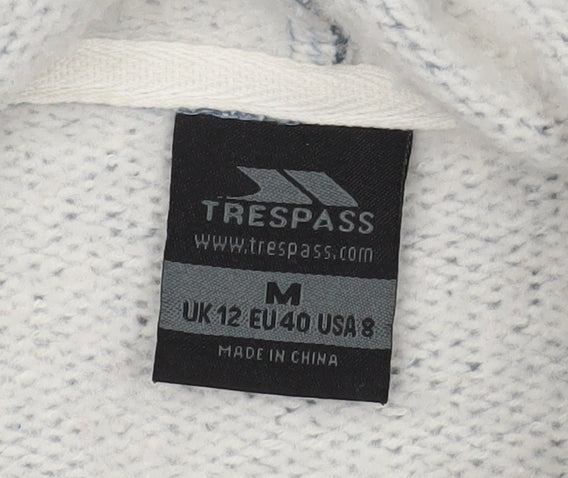 TRESPASS
www.trespass.com
M
UK 12 EU 40 USA 8
MADE IN CHINA